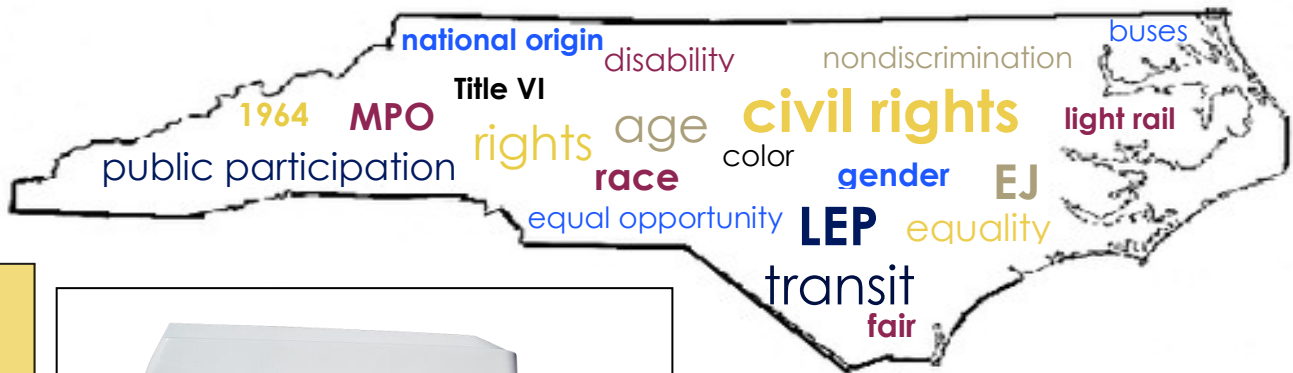 national origin
buses
disability
nondiscrimination
Title VI
1964
MPO
civil rights
light rail
rights
age
color
public participation
race
gender
EJ
equal opportunity
LEP
equality
transit
fair